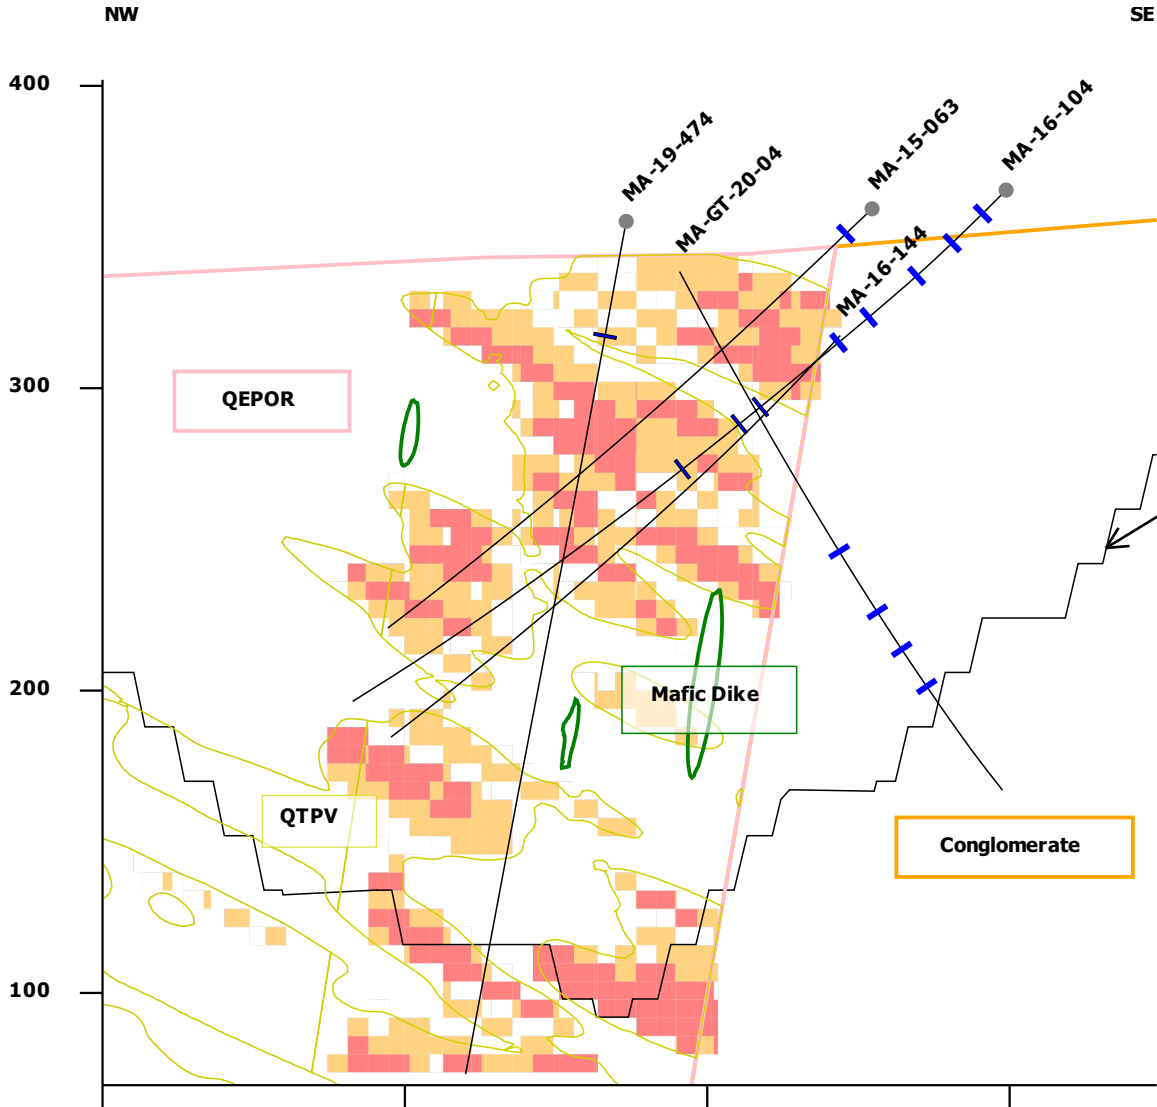 NW
SE
400
MA-19-474
MA-GT-20-04
MA-15-063
MA-16-104
MA-16-144
300
QEPOR
200
Mafic Dike
QTPV
Conglomerate
100